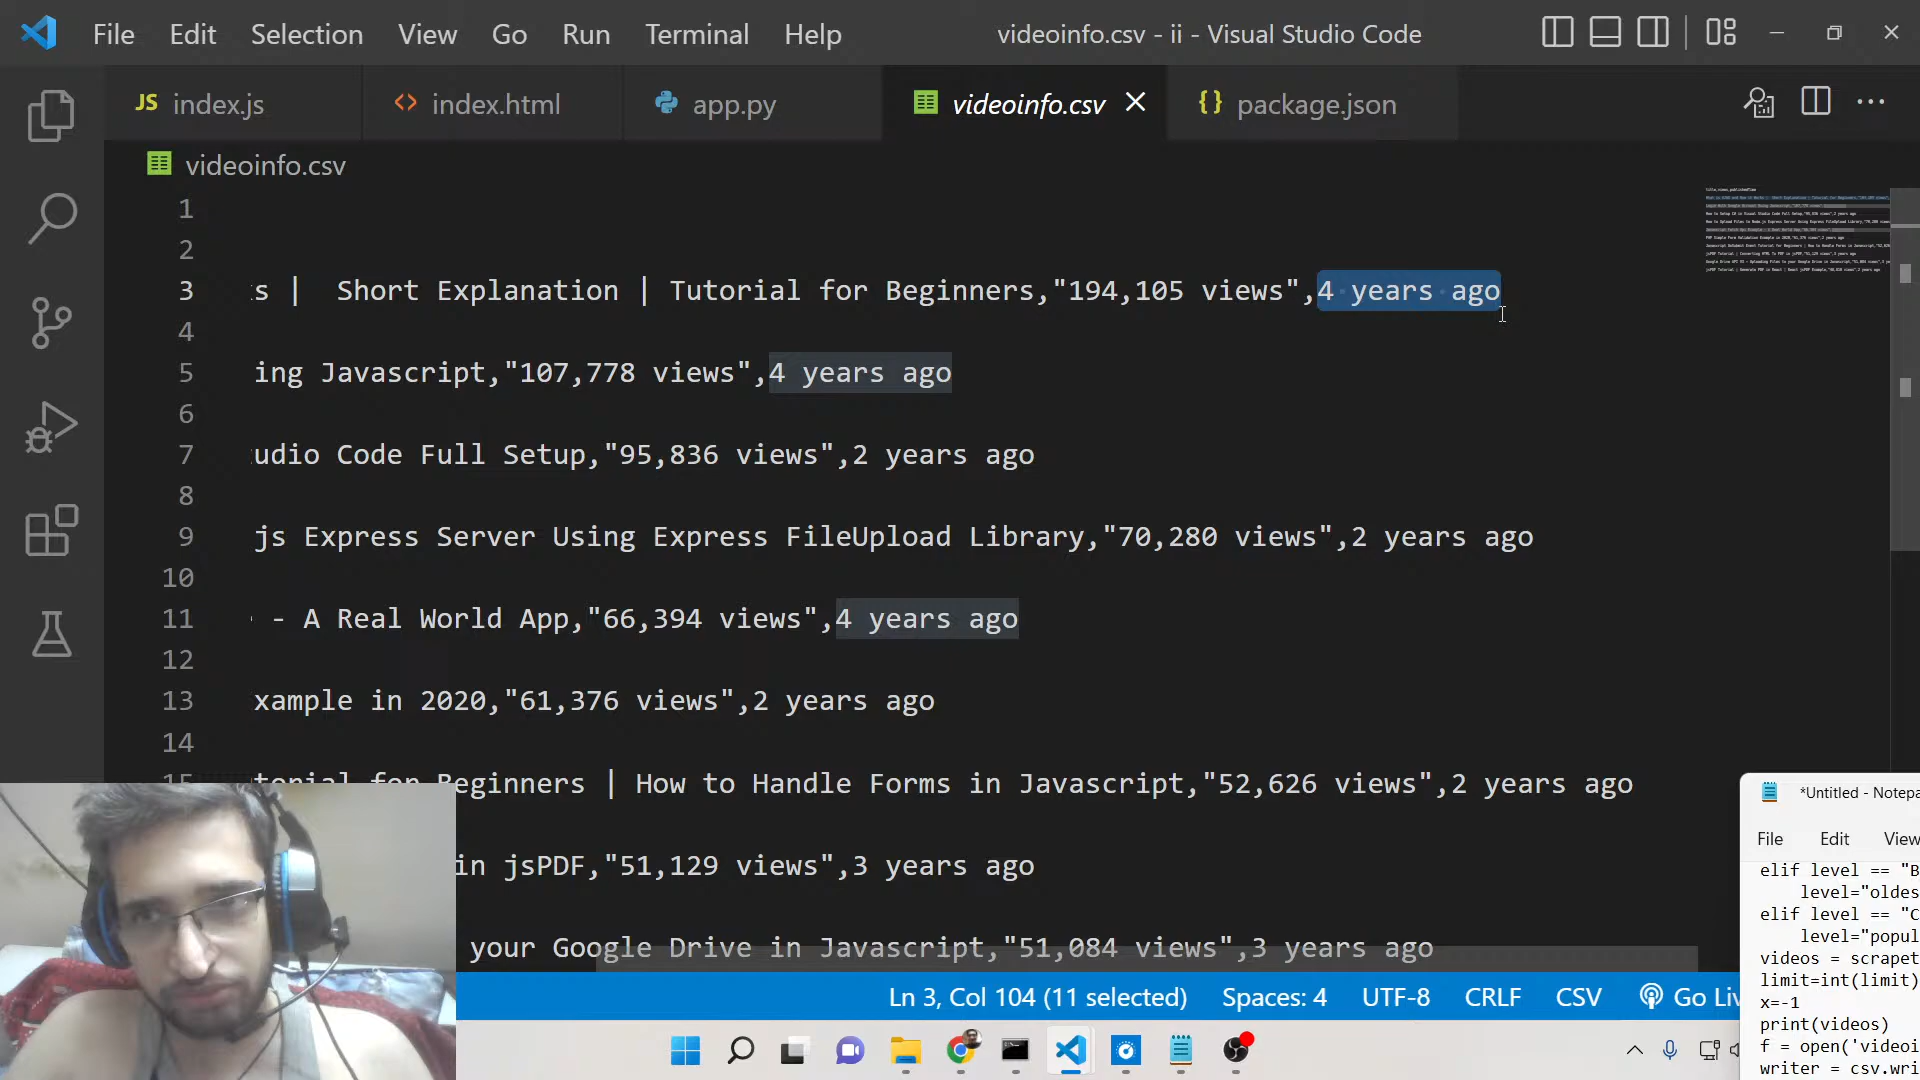 File Edit Selection View Go Run Terminal Help videoinfo.csv - ii - Visual Studio Code
JS index.js <> index.html app.py videoinfo.csv {} package.json
videoinfo.csv
1
2
3 ks | Short Explanation | Tutorial for Beginners,"194,105 views",4 years ago
4
5 ing Javascript,"107,778 views",4 years ago
6
7 udio Code Full Setup,"95,836 views",2 years ago
8
9 js Express Server Using Express FileUpload Library,"70,280 views",2 years ago
10
11 - A Real World App,"66,394 views",4 years ago
12
13 xample in 2020,"61,376 views",2 years ago
14
15 torial for Beginners | How to Handle Forms in Javascript,"52,626 views",2 years ago
in jsPDF,"51,129 views",3 years ago
your Google Drive in Javascript,"51,084 views",3 years ago
*Untitled - Notepa
File Edit View
elif level == "B
level="oldes
elif level == "C
level="popul
videos = scrapet
limit=int(limit)
x=-1
print(videos)
f = open('videoi
writer = csv.wri
Ln 3, Col 104 (11 selected) Spaces: 4 UTF-8 CRLF CSV Go Liv